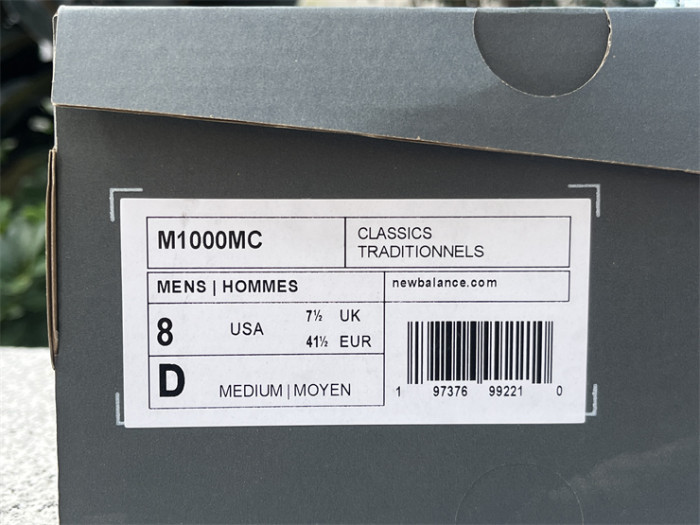 M1000MC
CLASSICS
TRADITIONNELS
MENS | HOMMES
newbalance.com
8 USA 7½ UK
41½ EUR
D MEDIUM | MOYEN
1 97376 99221 0